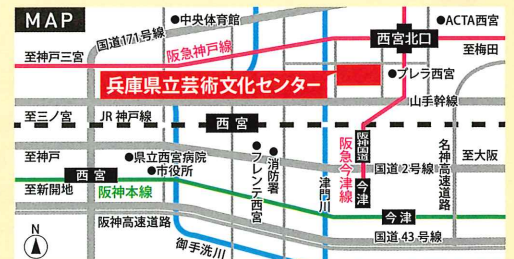 MAP
●中央体育館
●ACTA西宮
国道171号線
至神戸三宮
阪急神戸線
西宮北口
至梅田
兵庫県立芸術文化センター
●プレラ西宮
山手幹線
至三ノ宮
JR 神戸線
西宮
阪神国道
至神戸
●県立西宮病院
●フレンテ西宮
●消防署
阪急今津線
名神高速道路
至大阪
西宮
●市役所
国道2号線
至新開地
阪神本線
津門川
今津
今津
阪神高速道路
国道43号線
御手洗川
N